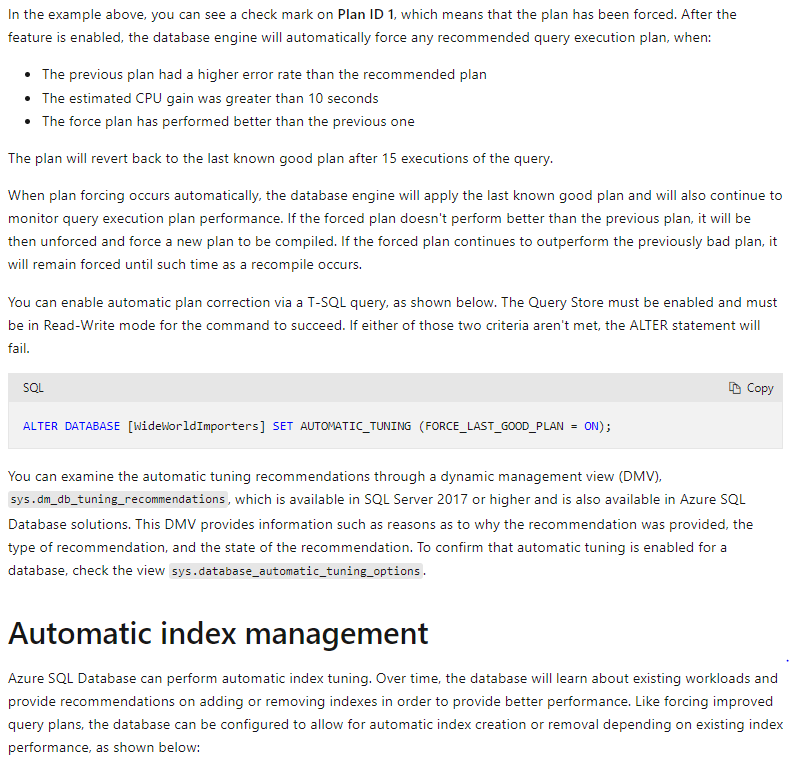 In the example above, you can see a check mark on Plan ID 1, which means that the plan has been forced. After the
feature is enabled, the database engine will automatically force any recommended query execution plan, when:
• The previous plan had a higher error rate than the recommended plan
• The estimated CPU gain was greater than 10 seconds
• The force plan has performed better than the previous one
The plan will revert back to the last known good plan after 15 executions of the query.
When plan forcing occurs automatically, the database engine will apply the last known good plan and will also continue to
monitor query execution plan performance. If the forced plan doesn't perform better than the previous plan, it will be
then unforced and force a new plan to be compiled. If the forced plan continues to outperform the previously bad plan, it
will remain forced until such time as a recompile occurs.
You can enable automatic plan correction via a T-SQL query, as shown below. The Query Store must be enabled and must
be in Read-Write mode for the command to succeed. If either of those two criteria aren't met, the ALTER statement will
fail.
SQL Copy
ALTER DATABASE [WideWorldImporters] SET AUTOMATIC_TUNING (FORCE_LAST_GOOD_PLAN = ON);
You can examine the automatic tuning recommendations through a dynamic management view (DMV),
sys.dm_db_tuning_recommendations, which is available in SQL Server 2017 or higher and is also available in Azure SQL
Database solutions. This DMV provides information such as reasons as to why the recommendation was provided, the
type of recommendation, and the state of the recommendation. To confirm that automatic tuning is enabled for a
database, check the view sys.database_automatic_tuning_options.
Automatic index management
Azure SQL Database can perform automatic index tuning. Over time, the database will learn about existing workloads and
provide recommendations on adding or removing indexes in order to provide better performance. Like forcing improved
query plans, the database can be configured to allow for automatic index creation or removal depending on existing index
performance, as shown below: